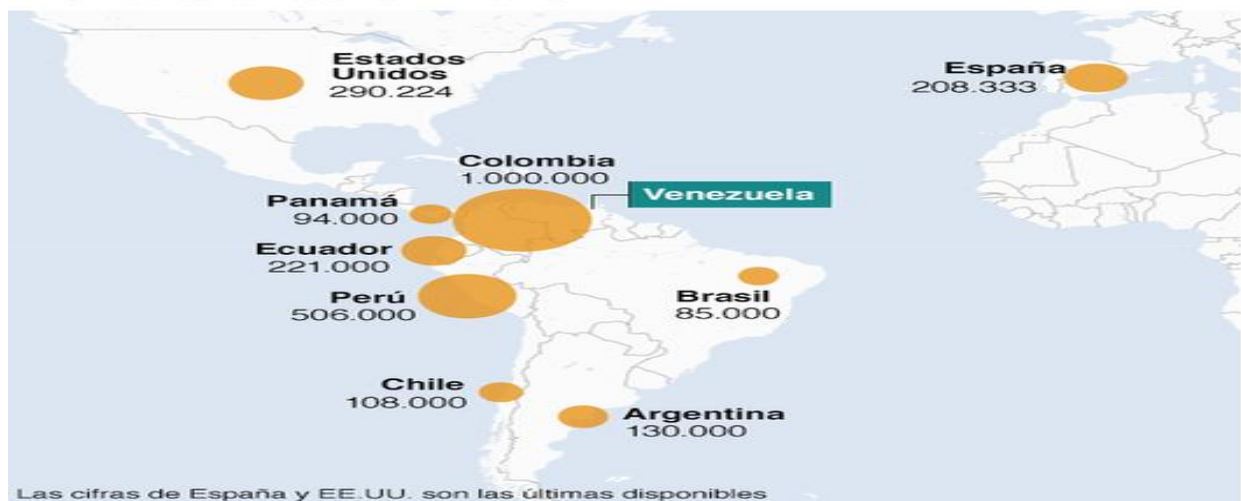 Estados
Unidos
290.224
España
208.333
Colombia
1.000.000
Venezuela
Panamá
94.000
Ecuador
221.000
Perú
506.000
Brasil
85.000
Chile
108.000
Argentina
130.000
Las cifras de España y EE.UU. son las últimas disponibles